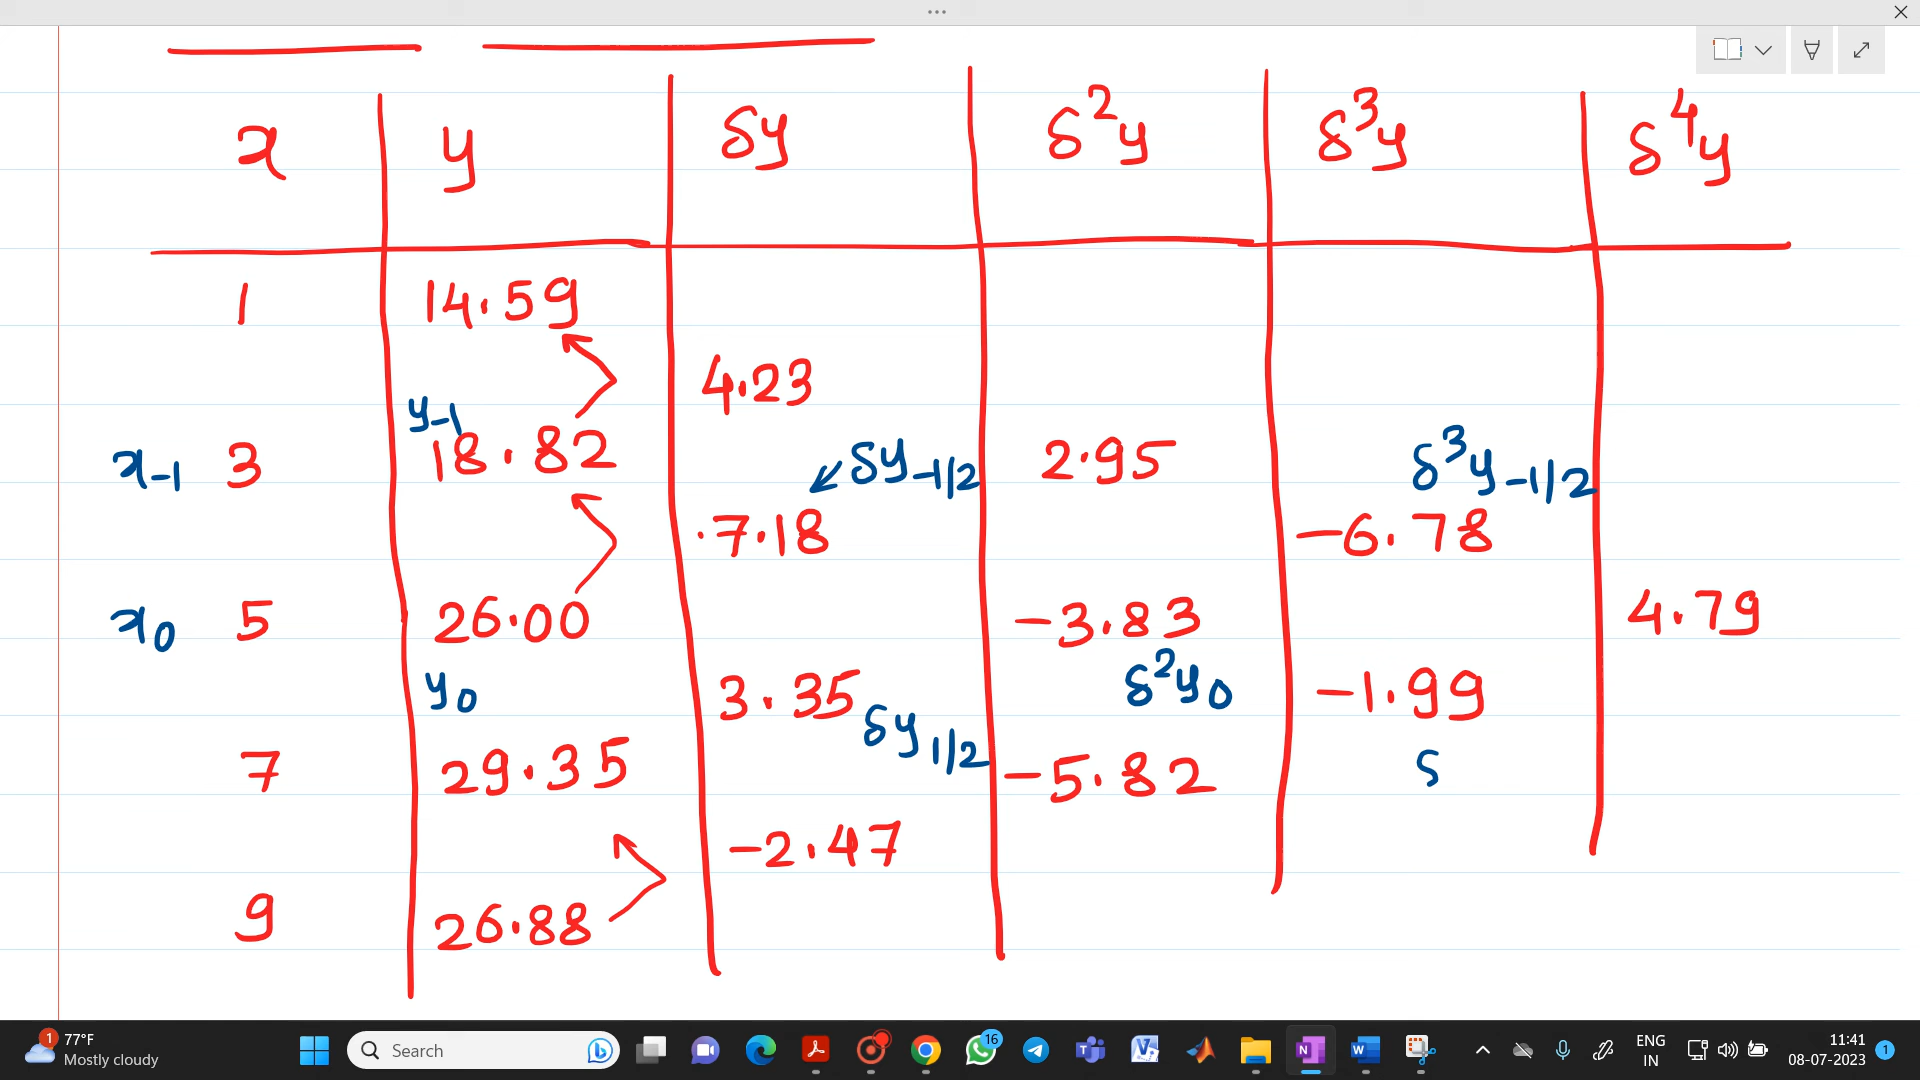 x y δy δ²y δ³y δ⁴y
1 14.59
4.23
x₋₁ 3 y₋₁ 18.82 δy₋₁/₂ 2.95 δ³y₋₁/₂
.7.18 -6.78
x₀ 5 26.00 -3.83 4.79
y₀ 3.35 δy₁/₂ δ²y₀ -1.99
7 29.35 -5.82 δ
-2.47
9 26.88
1 77°F
Mostly cloudy
Search
16
ENG
IN
11:41
08-07-2023
1